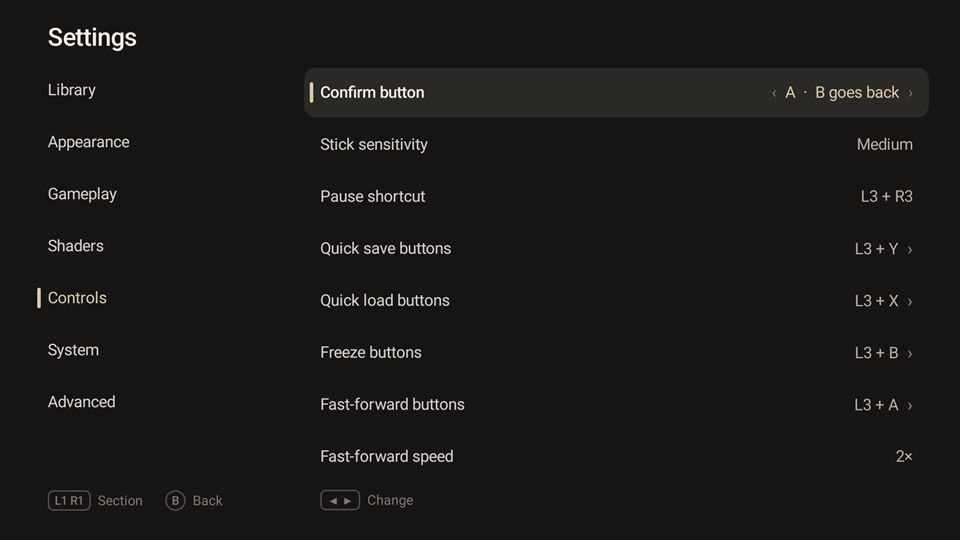 Settings
Library
Appearance
Gameplay
Shaders
Controls
System
Advanced
Confirm button ‹ A · B goes back ›
Stick sensitivity Medium
Pause shortcut L3 + R3
Quick save buttons L3 + Y ›
Quick load buttons L3 + X ›
Freeze buttons L3 + B ›
Fast-forward buttons L3 + A ›
Fast-forward speed 2×
L1 R1 Section B Back ◄ ► Change